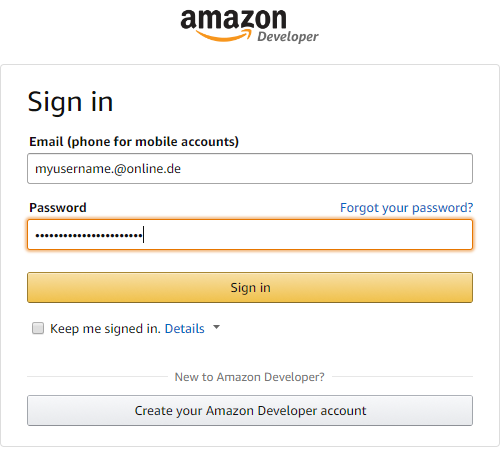 amazon
Developer
Sign in
Email (phone for mobile accounts)
myusername.@online.de
Password Forgot your password?
•••••••••••••••••••••••
Sign in
Keep me signed in. Details
New to Amazon Developer?
Create your Amazon Developer account